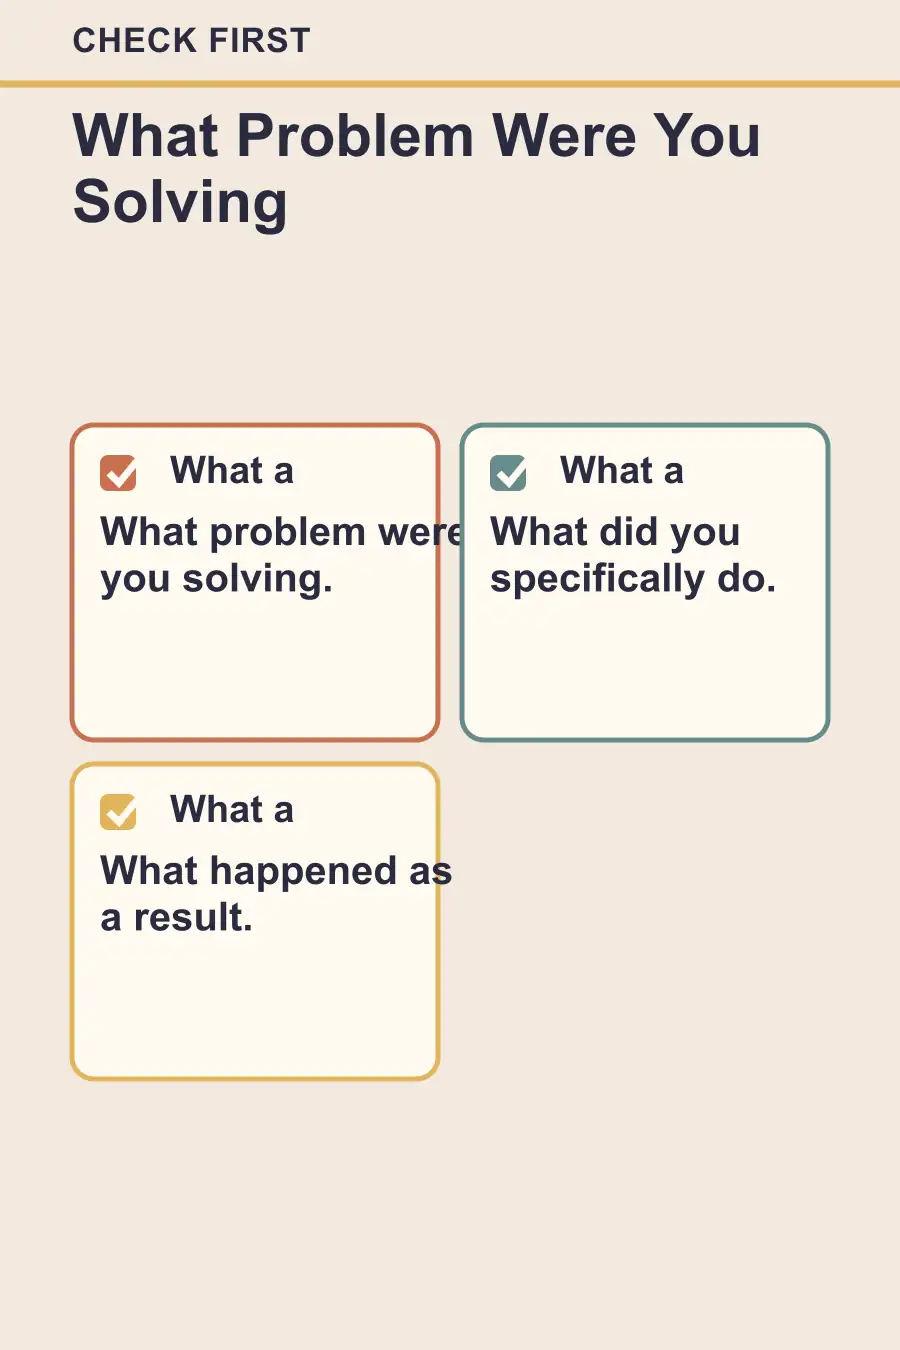 CHECK FIRST
What Problem Were You
Solving
What a
What problem were
you solving.
What a
What did you
specifically do.
What a
What happened as
a result.